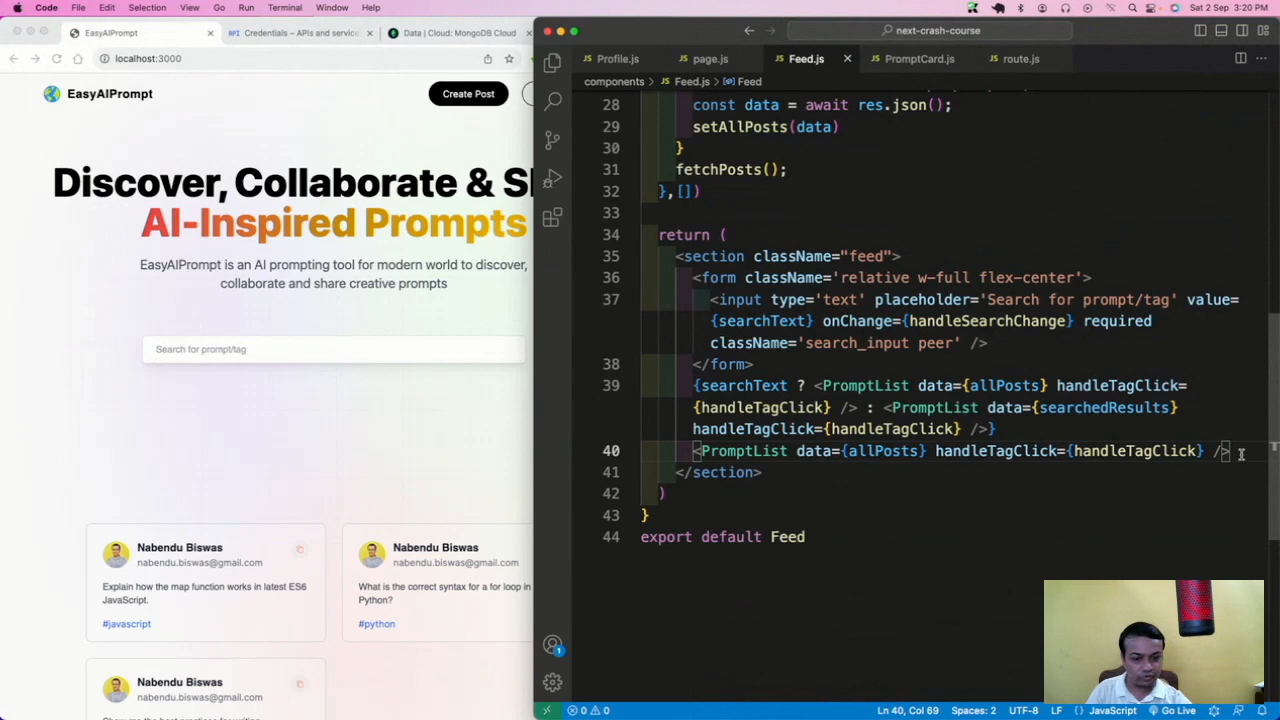 Code File Edit Selection View Go Run Terminal Window Help
Sat 2 Sep 3:20 PM
EasyAIPrompt
API Credentials – APIs and service
Data | Cloud: MongoDB Cloud
localhost:3000
EasyAIPrompt
Create Post
Discover, Collaborate & S
AI-Inspired Prompts
EasyAIPrompt is an AI prompting tool for modern world to discover,
collaborate and share creative prompts
Search for prompt/tag
Nabendu Biswas
nabendu.biswas@gmail.com
Explain how the map function works in latest ES6
JavaScript.
#javascript
Nabendu Biswas
nabendu.biswas@gmail.com
What is the correct syntax for a for loop in
Python?
#python
Nabendu Biswas
nabendu.biswas@gmail.com
next-crash-course
Profile.js
page.js
Feed.js
PromptCard.js
route.js
components > Feed.js > Feed
28 const data = await res.json();
29 setAllPosts(data)
30 }
31 fetchPosts();
32 },[])
33
34 return (
35 <section className="feed">
36 <form className='relative w-full flex-center'>
37 <input type='text' placeholder='Search for prompt/tag' value=
{searchText} onChange={handleSearchChange} required
className='search_input peer' />
38 </form>
39 {searchText ? <PromptList data={allPosts} handleTagClick=
{handleTagClick} /> : <PromptList data={searchedResults}
handleTagClick={handleTagClick} />}
40 <PromptList data={allPosts} handleTagClick={handleTagClick} />
41 </section>
42 )
43 }
44 export default Feed
1
0 0
Ln 40, Col 69 Spaces: 2 UTF-8 LF JavaScript Go Live